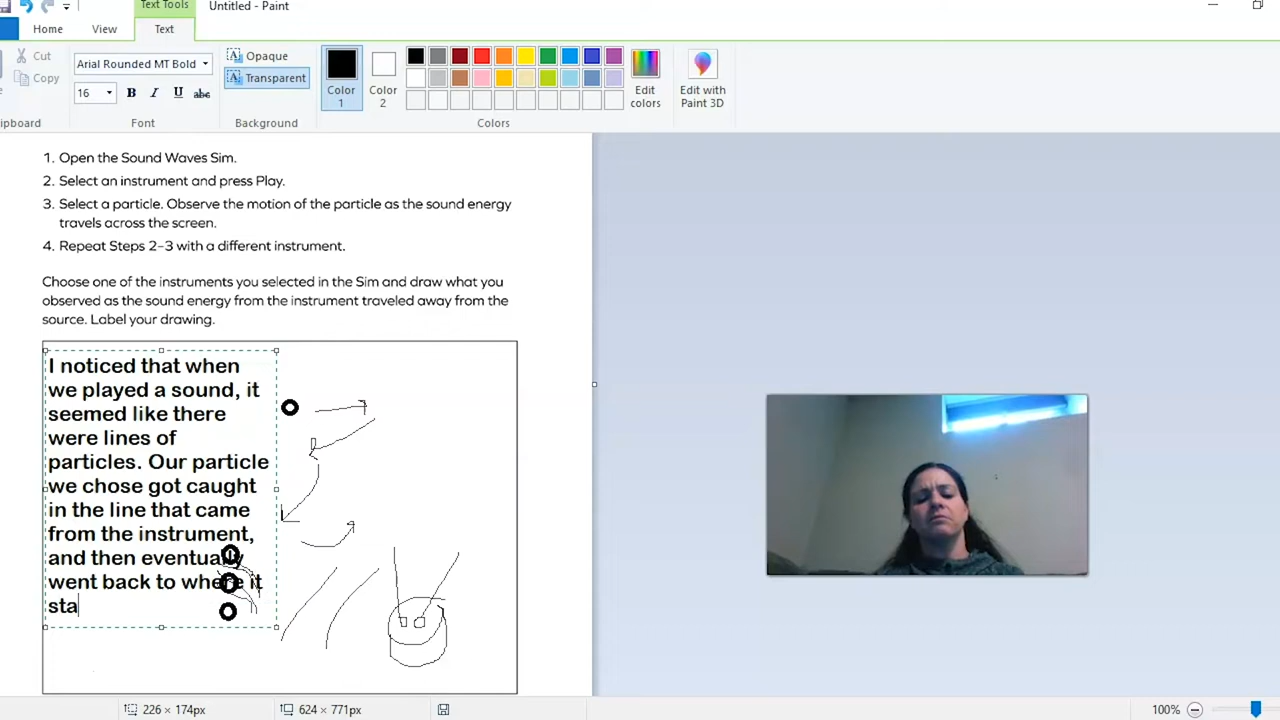 Text Tools
Untitled - Paint
Home
View
Text
Cut
Copy
Arial Rounded MT Bold
Opaque
Transparent
16
B I U abc
Color 1
Color 2
Edit colors
Edit with Paint 3D
Font
Background
Colors
1. Open the Sound Waves Sim.
2. Select an instrument and press Play.
3. Select a particle. Observe the motion of the particle as the sound energy
travels across the screen.
4. Repeat Steps 2–3 with a different instrument.
Choose one of the instruments you selected in the Sim and draw what you
observed as the sound energy from the instrument traveled away from the
source. Label your drawing.
I noticed that when
we played a sound, it
seemed like there
were lines of
particles. Our particle
we chose got caught
in the line that came
from the instrument,
and then eventually
went back to where it
sta
226 × 174px
624 × 771px
100%